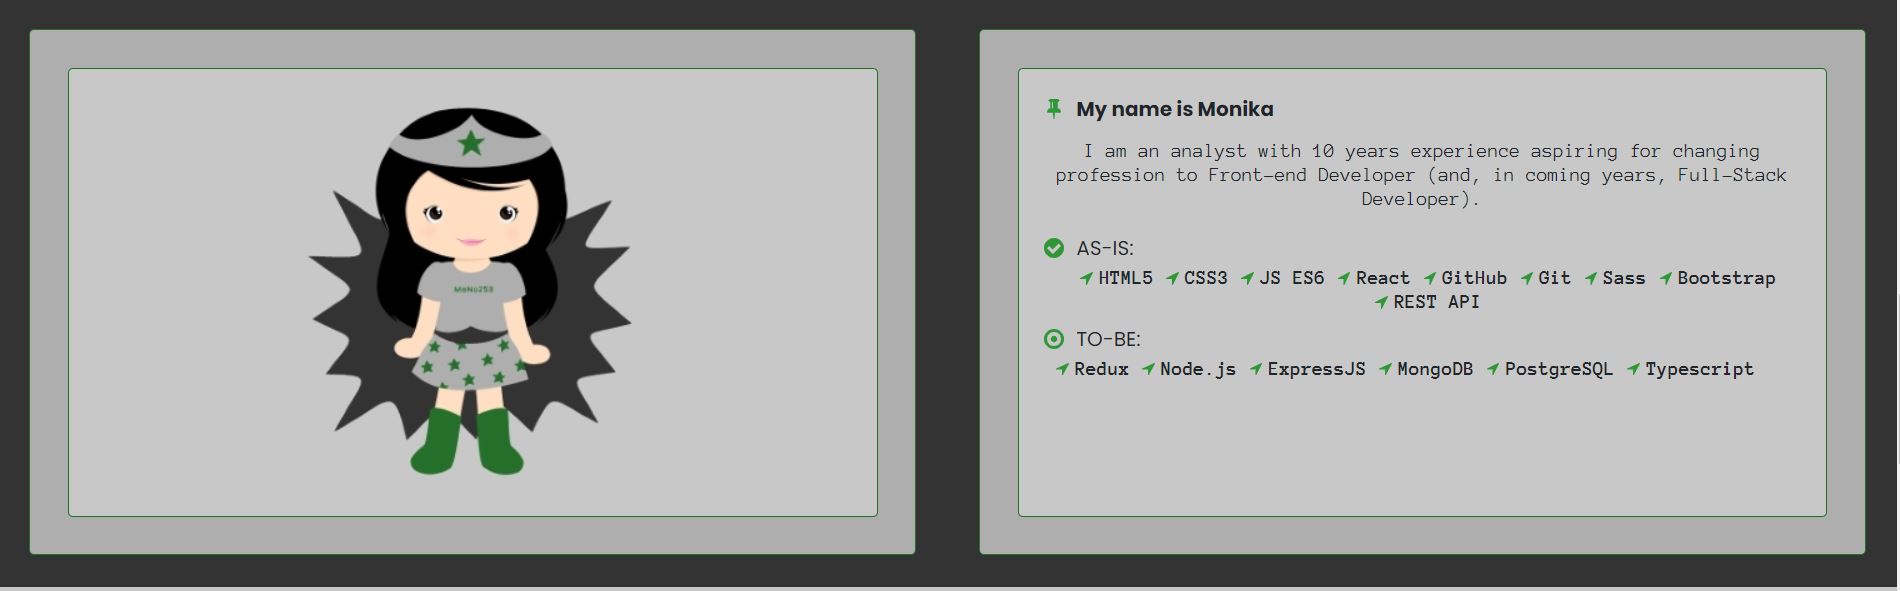 MoNo258
My name is Monika
I am an analyst with 10 years experience aspiring for changing
profession to Front-end Developer (and, in coming years, Full-Stack
Developer).
AS-IS:
HTML5 CSS3 JS ES6 React GitHub Git Sass Bootstrap
REST API
TO-BE:
Redux Node.js ExpressJS MongoDB PostgreSQL Typescript